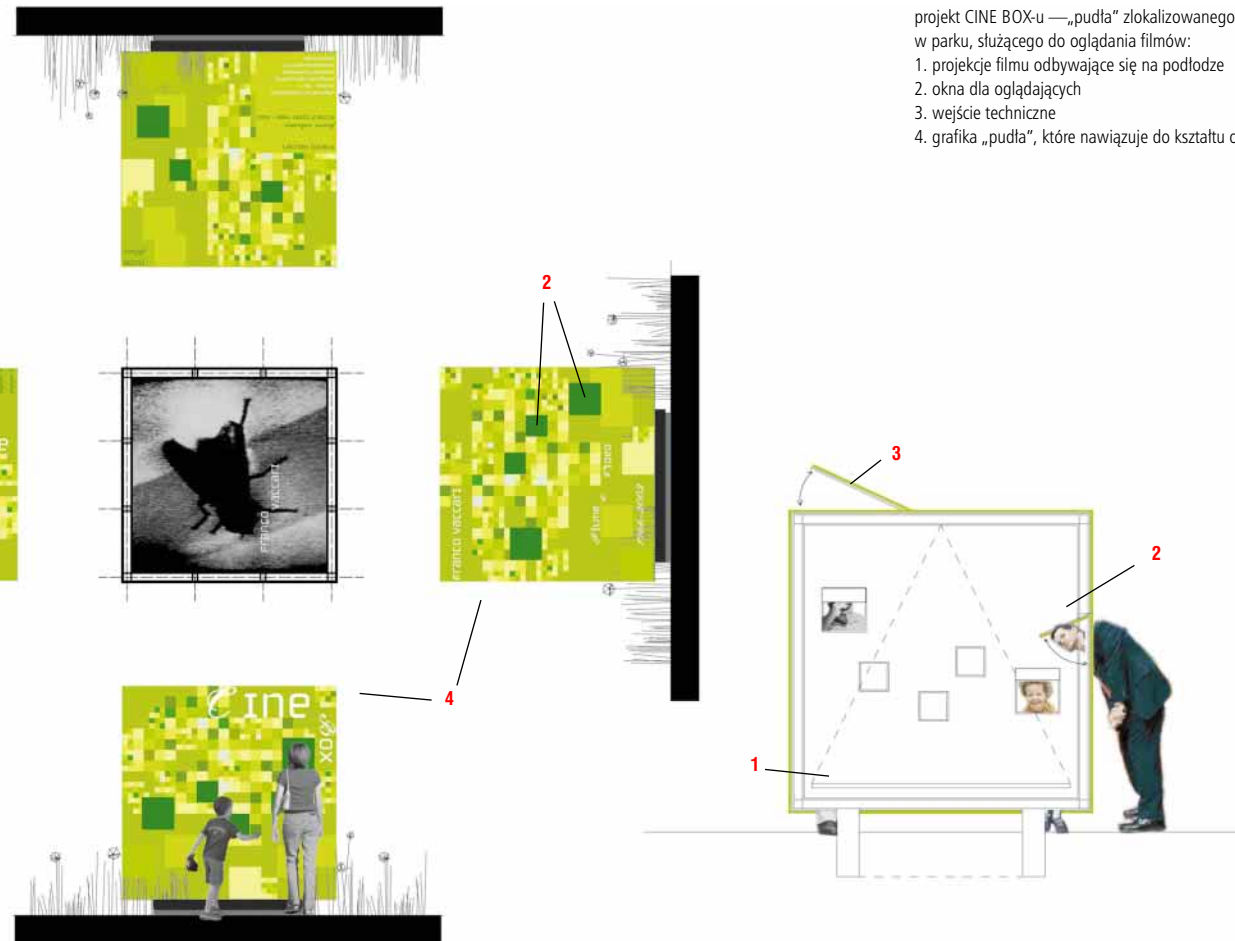 projekt CINE BOX-u —„pudła” zlokalizowanego
w parku, służącego do oglądania filmów:
1. projekcje filmu odbywające się na podłodze
2. okna dla oglądających
3. wejście techniczne
4. grafika „pudła”, które nawiązuje do kształtu
2
Franco Vaccari
Franco Vaccari
3
2
4
Cine
Box
1